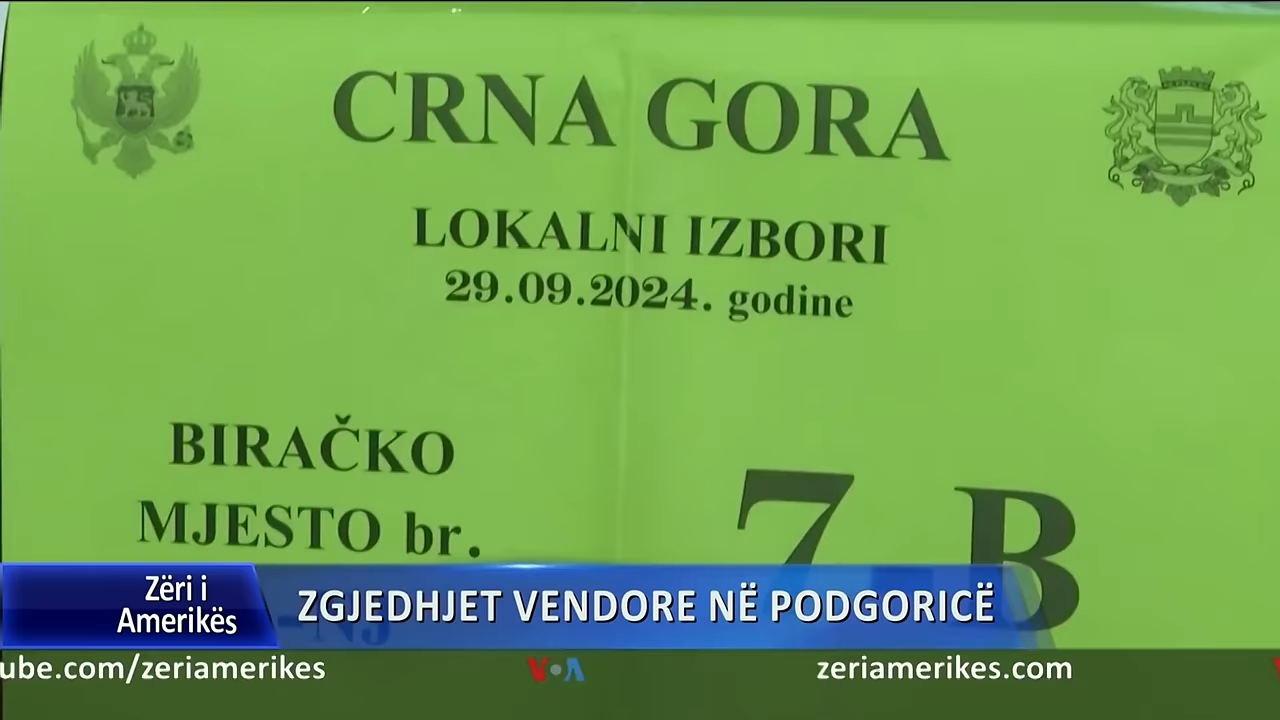 CRNA GORA
LOKALNI IZBORI
29.09.2024. godine
BIRAČKO
MJESTO br.
7 B
Zëri i
Amerikës
ZGJEDHJET VENDORE NË PODGORICË
ube.com/zeriamerikes
VOA
zeriamerikes.com